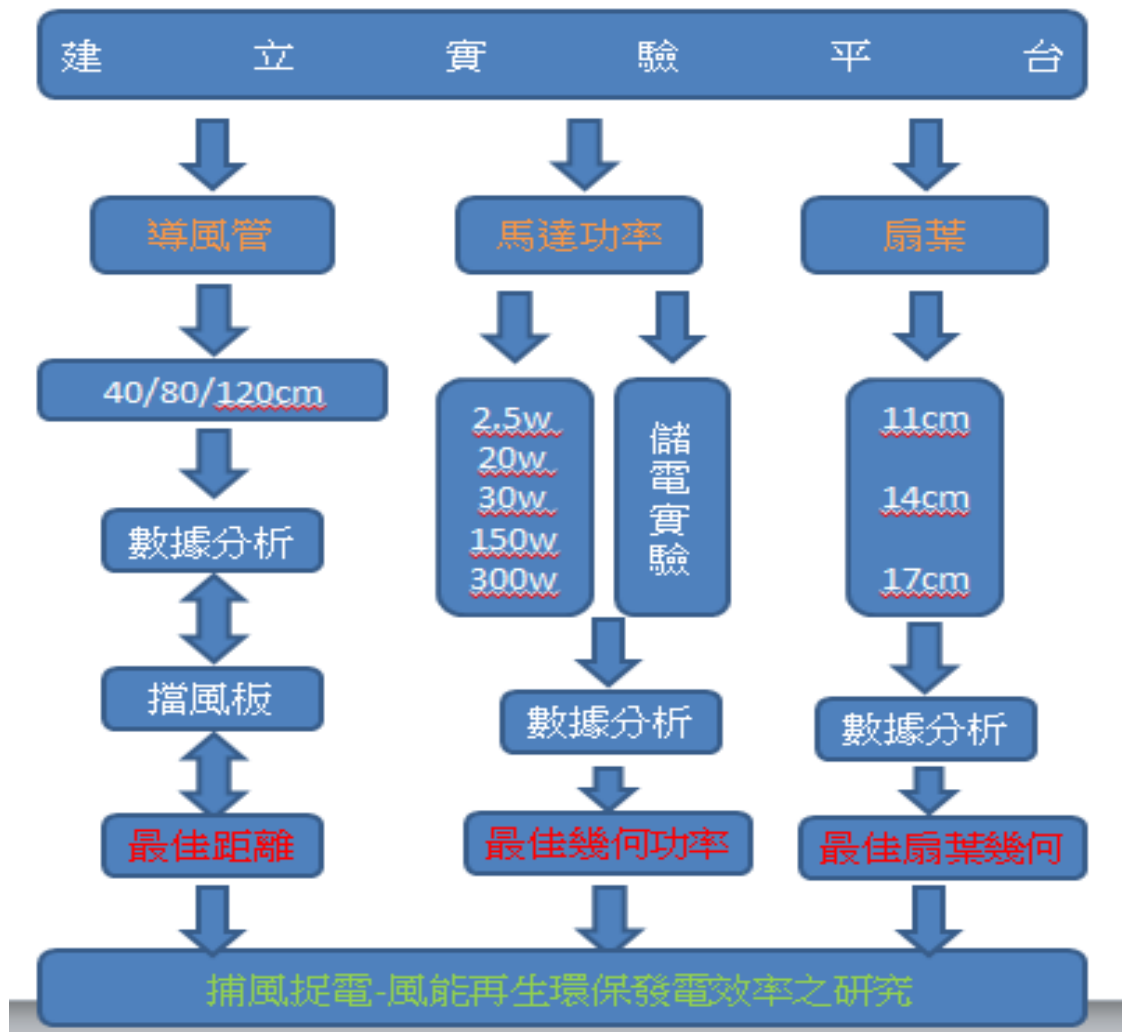 建立實驗平台
導風管
馬達功率
扇葉
40/80/120cm
2.5w
20w
30w
150w
300w
儲電實驗
11cm
14cm
17cm
數據分析
擋風板
數據分析
數據分析
最佳距離
最佳幾何功率
最佳扇葉幾何
捕風捉電-風能再生環保發電效率之研究